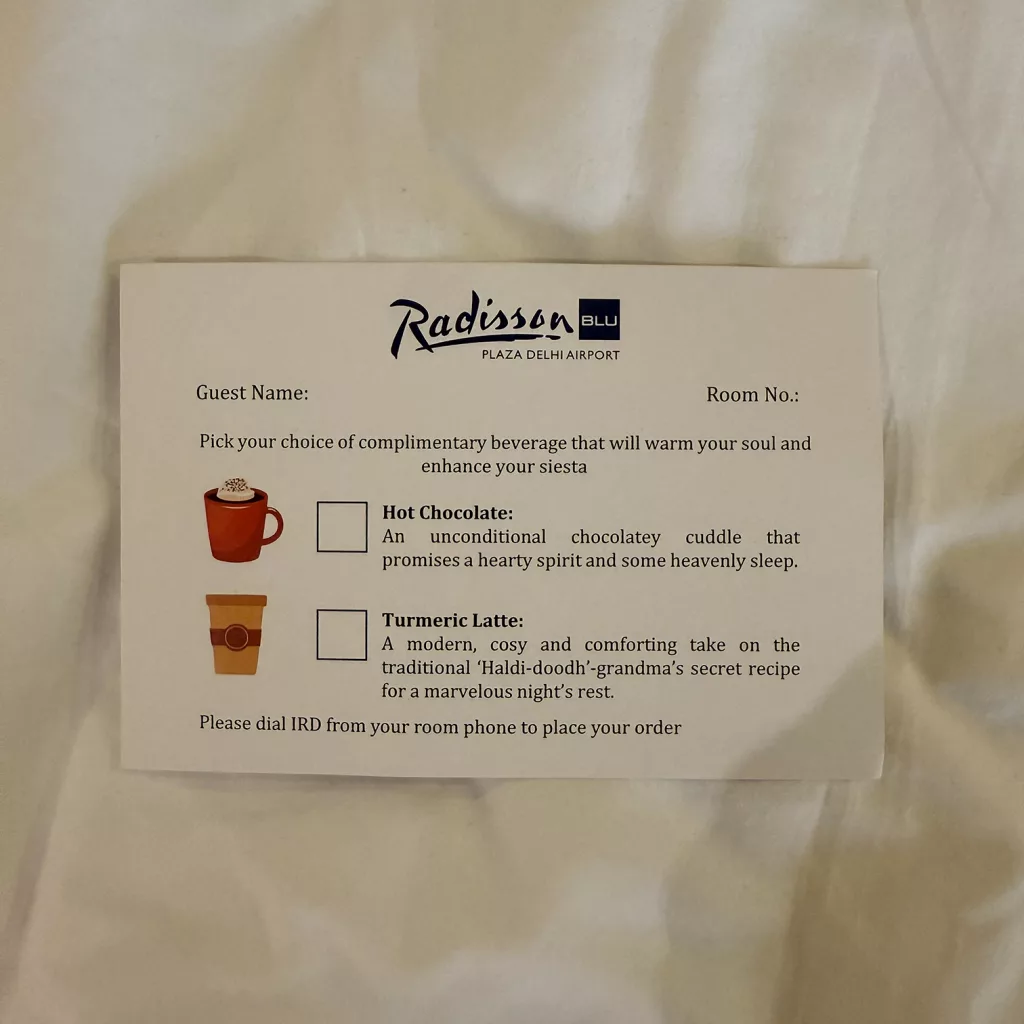 Radisson BLU
PLAZA DELHI AIRPORT
Guest Name: Room No.:
Pick your choice of complimentary beverage that will warm your soul and
enhance your siesta
Hot Chocolate:
An unconditional chocolatey cuddle that
promises a hearty spirit and some heavenly sleep.
Turmeric Latte:
A modern, cosy and comforting take on the
traditional ‘Haldi-doodh’-grandma’s secret recipe
for a marvelous night’s rest.
Please dial IRD from your room phone to place your order